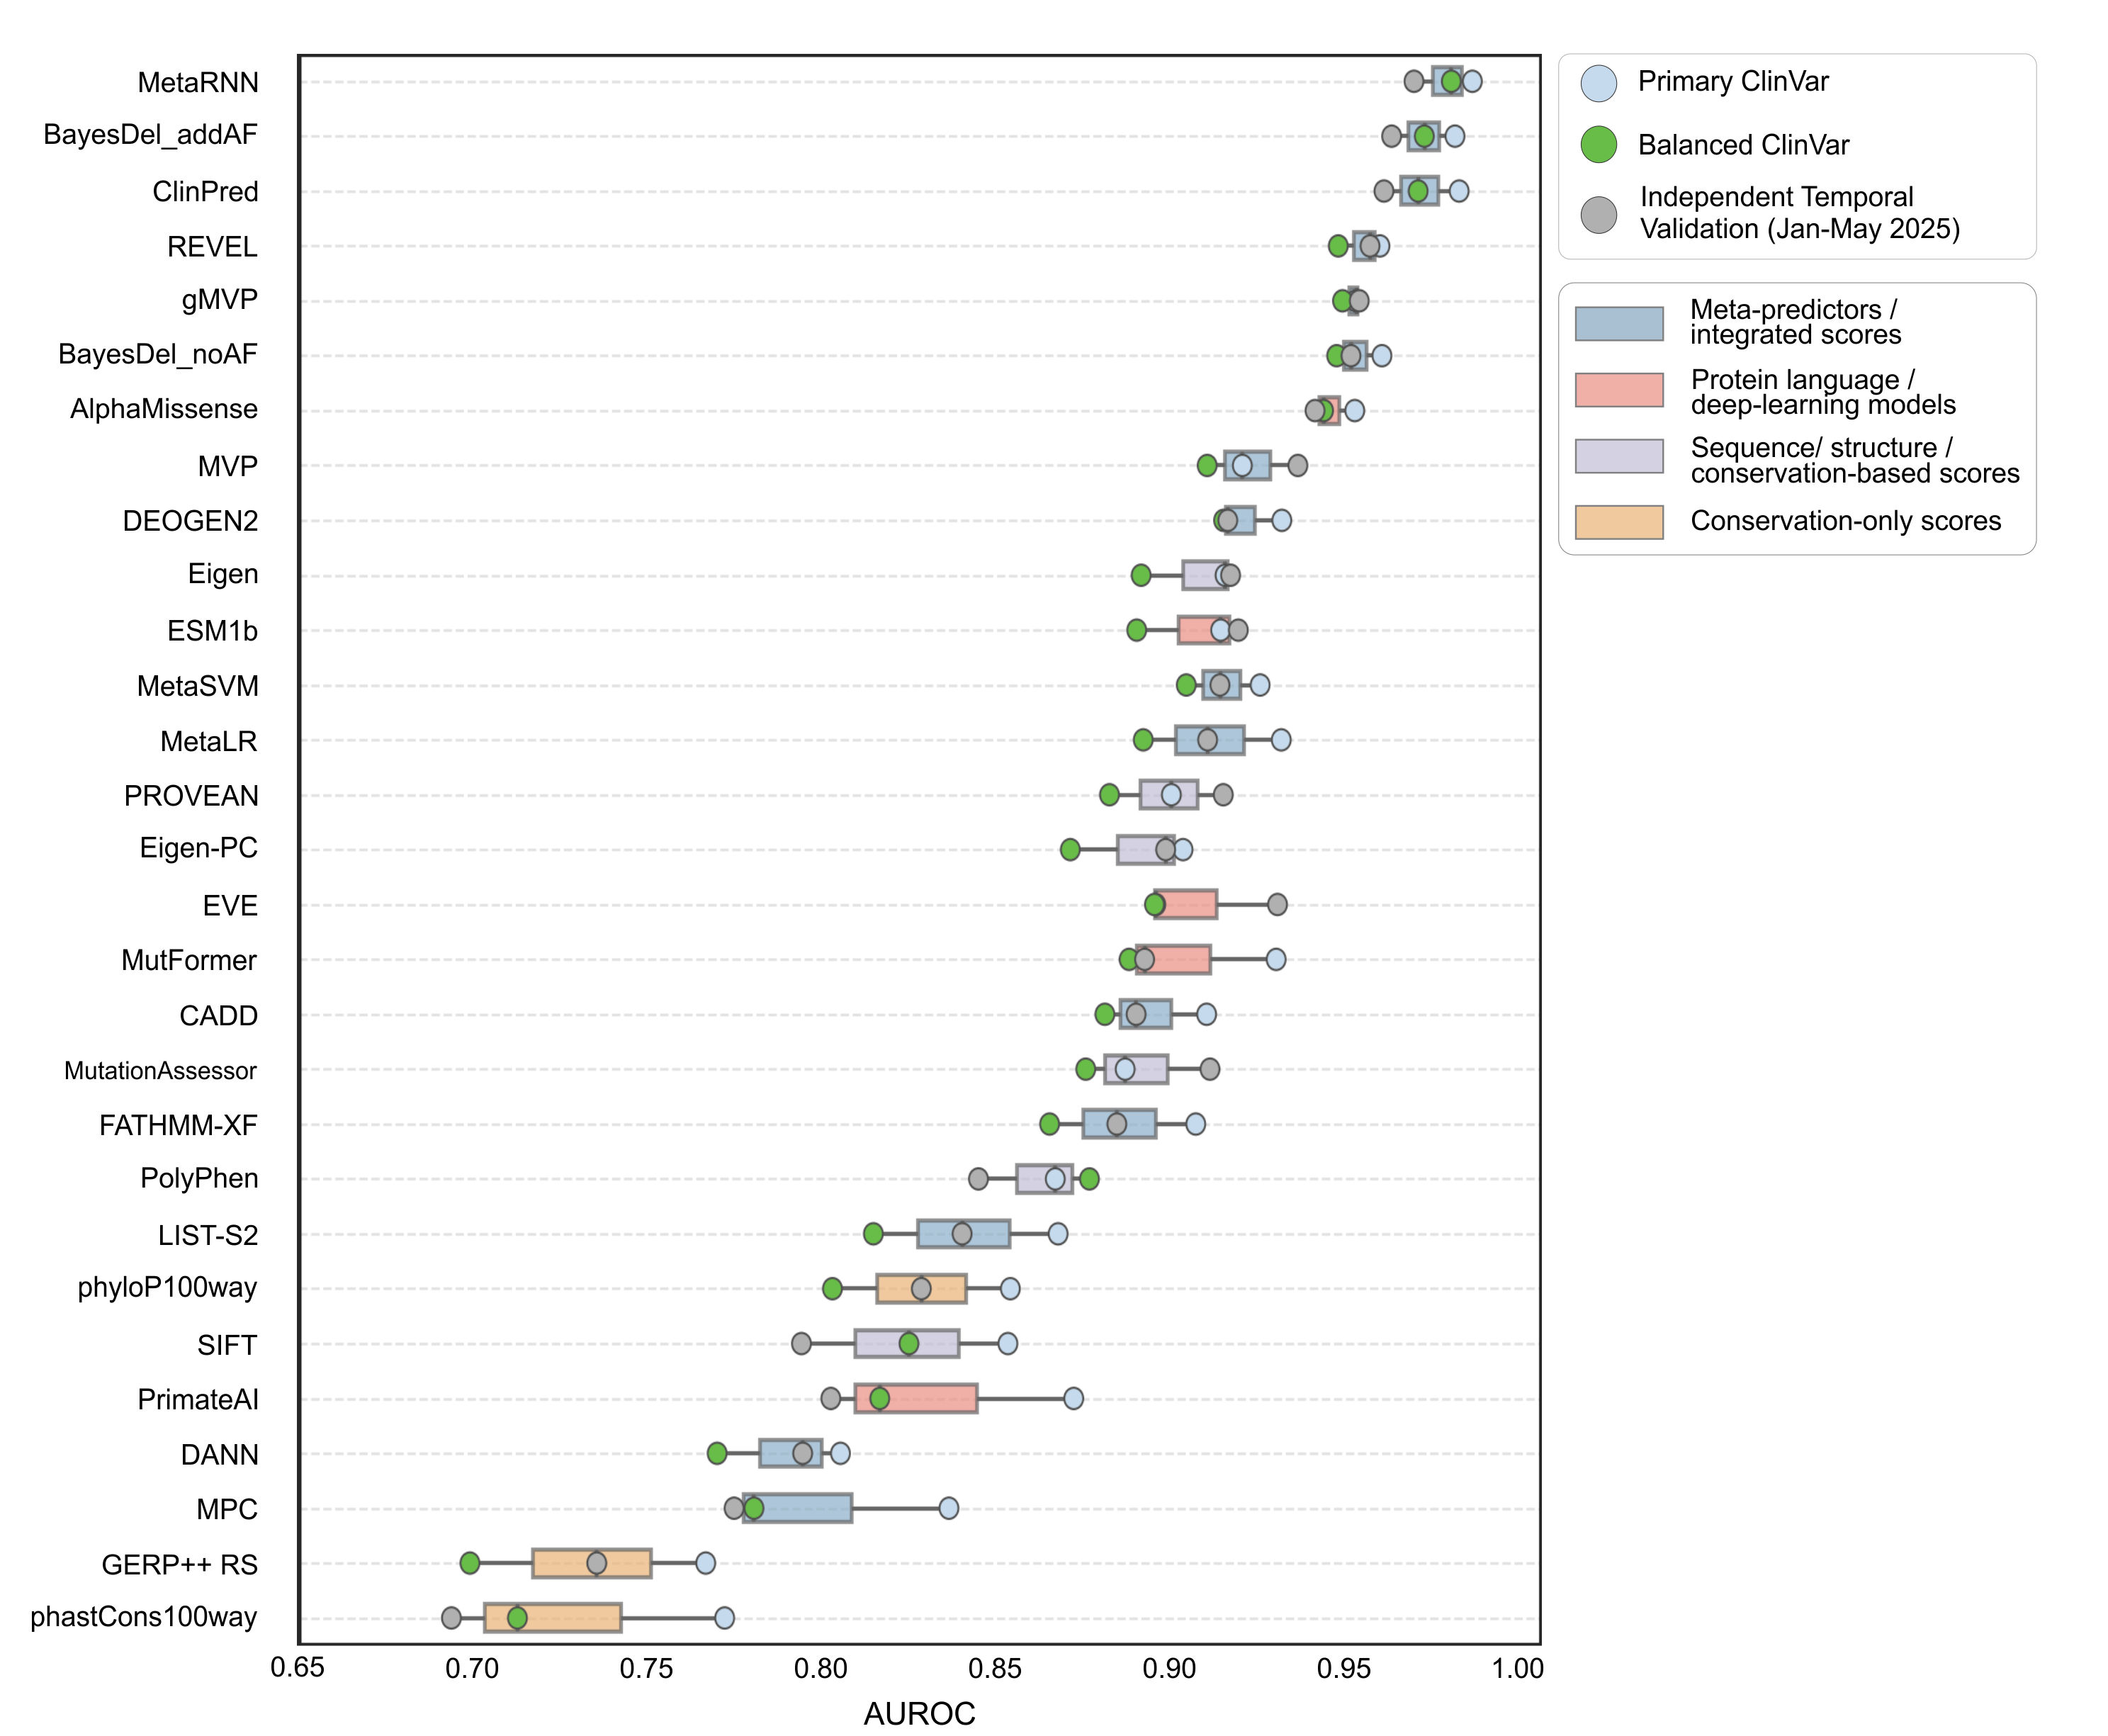 MetaRNN
BayesDel_addAF
ClinPred
REVEL
gMVP
BayesDel_noAF
AlphaMissense
MVP
DEOGEN2
Eigen
ESM1b
MetaSVM
MetaLR
PROVEAN
Eigen-PC
EVE
MutFormer
CADD
MutationAssessor
FATHMM-XF
PolyPhen
LIST-S2
phyloP100way
SIFT
PrimateAI
DANN
MPC
GERP++ RS
phastCons100way
0.65 0.70 0.75 0.80 0.85 0.90 0.95 1.00
AUROC
Primary ClinVar
Balanced ClinVar
Independent Temporal
Validation (Jan-May 2025)
Meta-predictors /
integrated scores
Protein language /
deep-learning models
Sequence/ structure /
conservation-based scores
Conservation-only scores